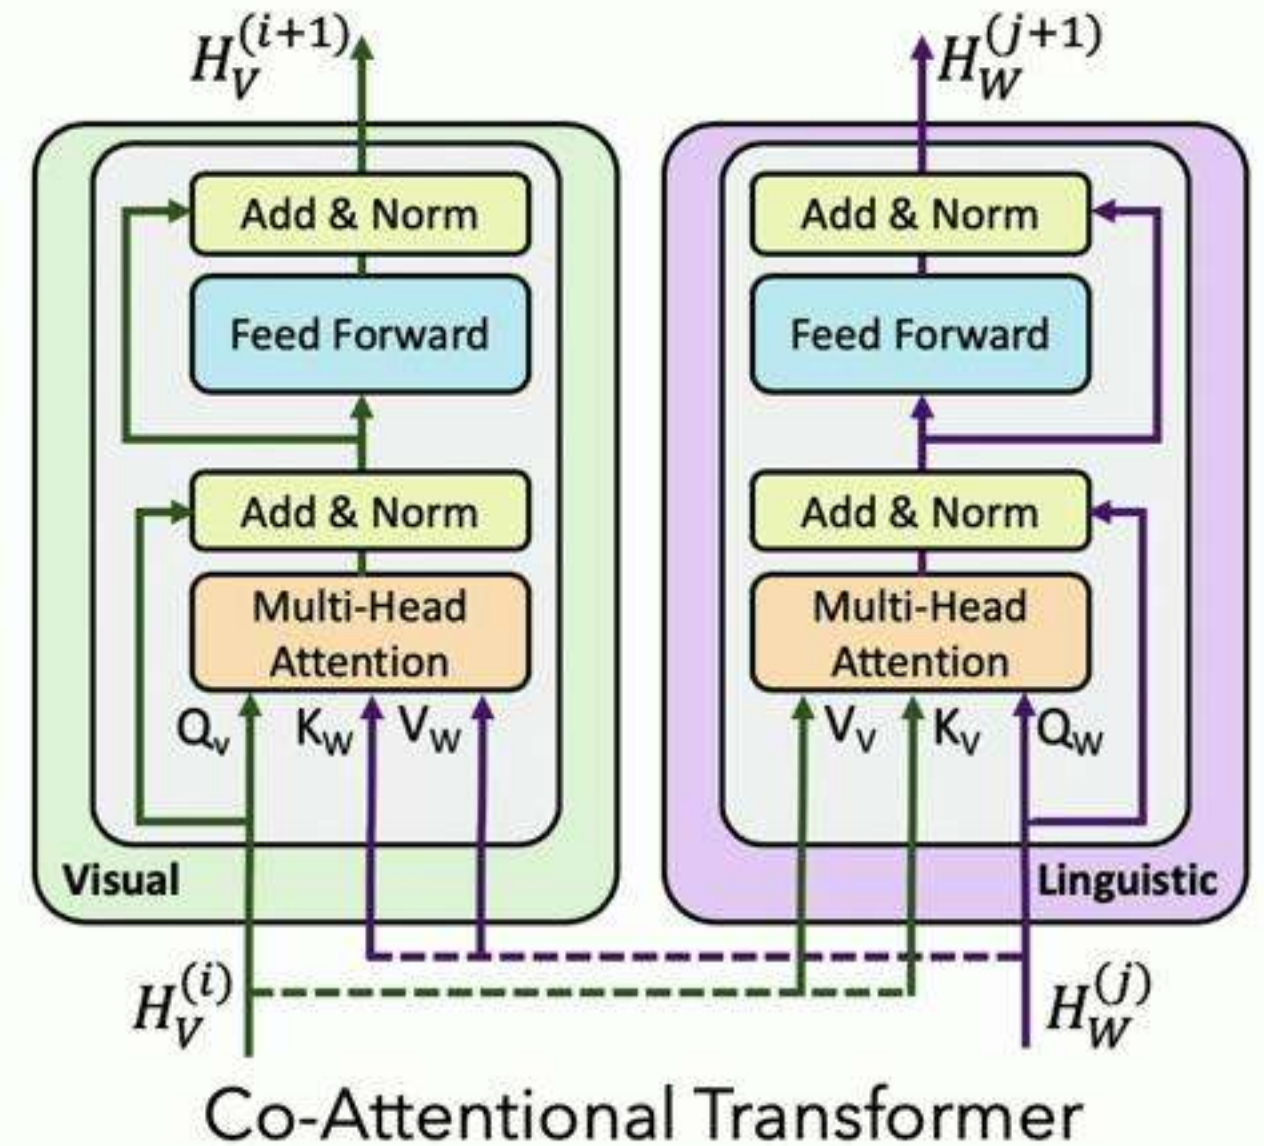 H_V^(i+1)
H_W^(j+1)
Add & Norm
Feed Forward
Add & Norm
Multi-Head
Attention
Q_v K_W V_W
Visual
Add & Norm
Feed Forward
Add & Norm
Multi-Head
Attention
V_V K_V Q_W
Linguistic
H_V^(i)
H_W^(j)
Co-Attentional Transformer